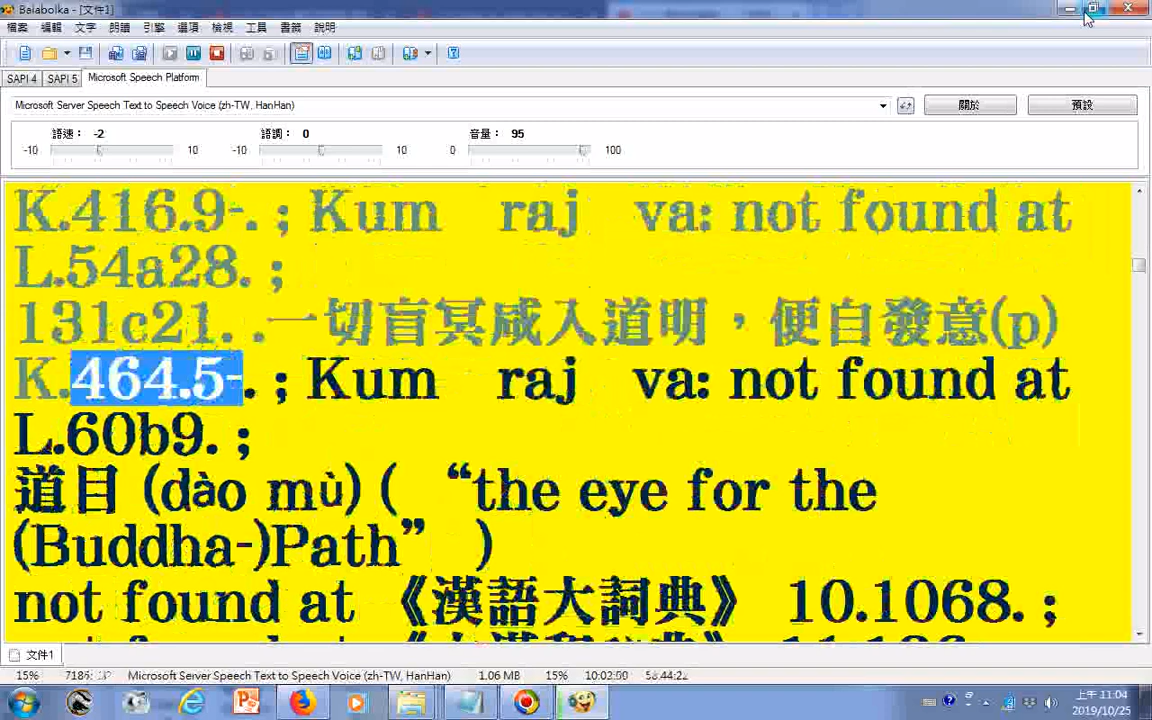 Balabolka - [文件1]
檔案 編輯 文字 朗讀 引擎 選項 檢視 工具 書籤 說明
SAPI 4 SAPI 5 Microsoft Speech Platform
Microsoft Server Speech Text to Speech Voice (zh-TW, HanHan) 關於 預設
語速： -2 語調： 0 音量： 95
-10 10 -10 10 0 100
K.416.9-. ; Kum raj va: not found at
L.54a28. ;
131c21. .一切盲冥咸入道明，便自發意(p)
K.464.5-. ; Kum raj va: not found at
L.60b9. ;
道目 (dào mù) ( “the eye for the
(Buddha-)Path” )
not found at 《漢語大詞典》 10.1068. ;
文件1
15% Microsoft Server Speech Text to Speech Voice (zh-TW, HanHan) 1.06 MB 15%
上午 11:04
2019/10/25